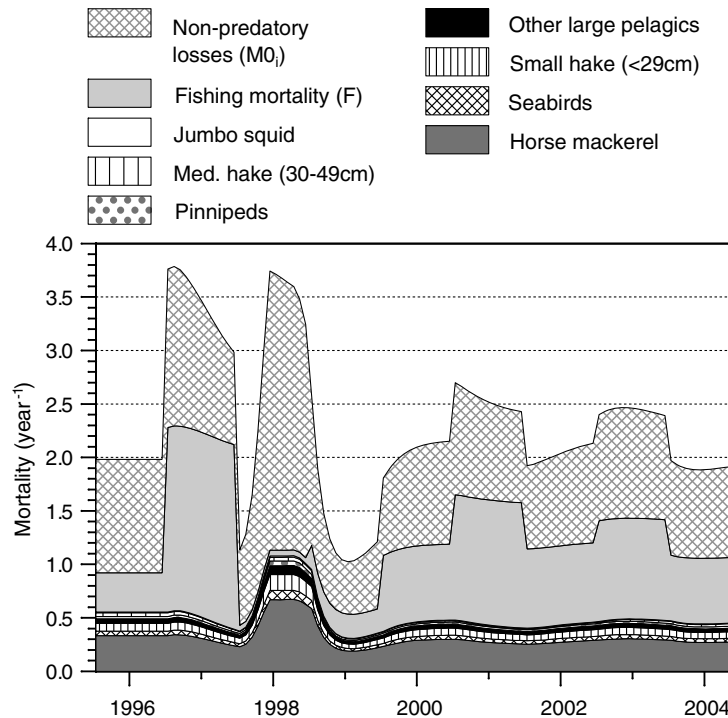 Non-predatory
losses (M0i)
Fishing mortality (F)
Jumbo squid
Med. hake (30-49cm)
Pinnipeds
Other large pelagics
Small hake (<29cm)
Seabirds
Horse mackerel
Mortality (year-1)
4.0
3.5
3.0
2.5
2.0
1.5
1.0
0.5
0.0
1996 1998 2000 2002 2004